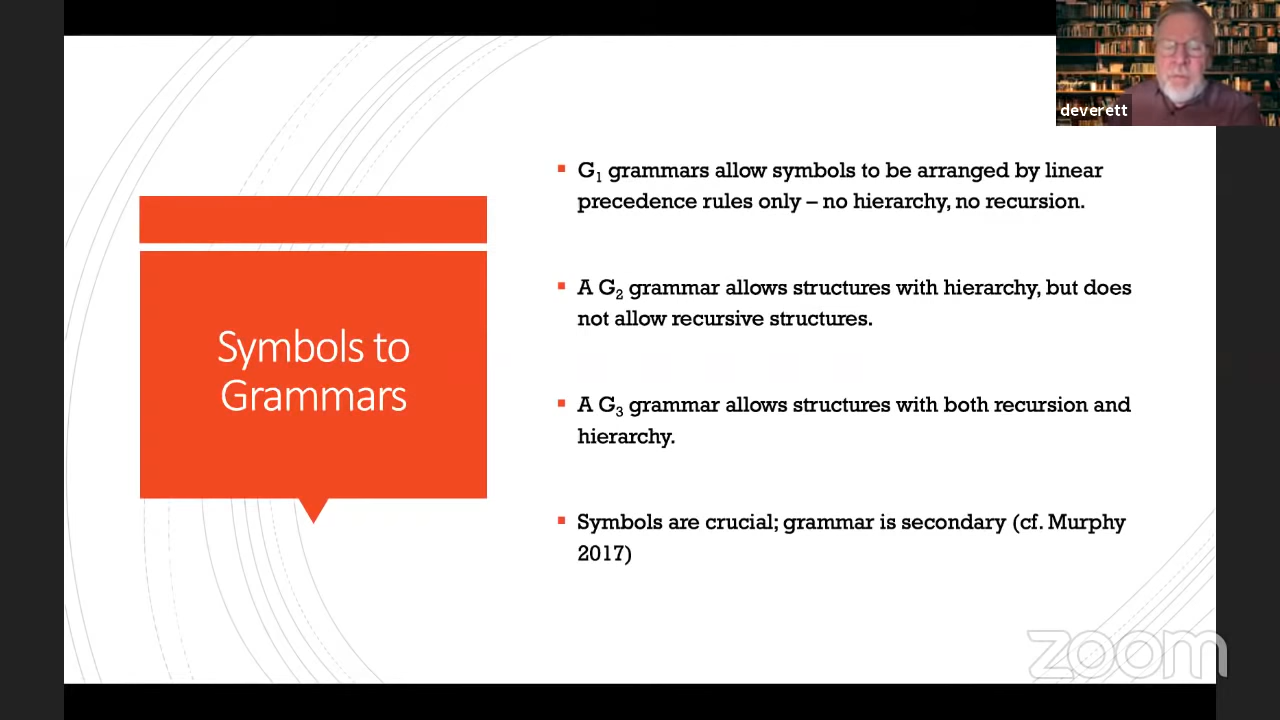 deverett
Symbols to
Grammars
G₁ grammars allow symbols to be arranged by linear
precedence rules only – no hierarchy, no recursion.
A G₂ grammar allows structures with hierarchy, but does
not allow recursive structures.
A G₃ grammar allows structures with both recursion and
hierarchy.
Symbols are crucial; grammar is secondary (cf. Murphy
2017)
zoom